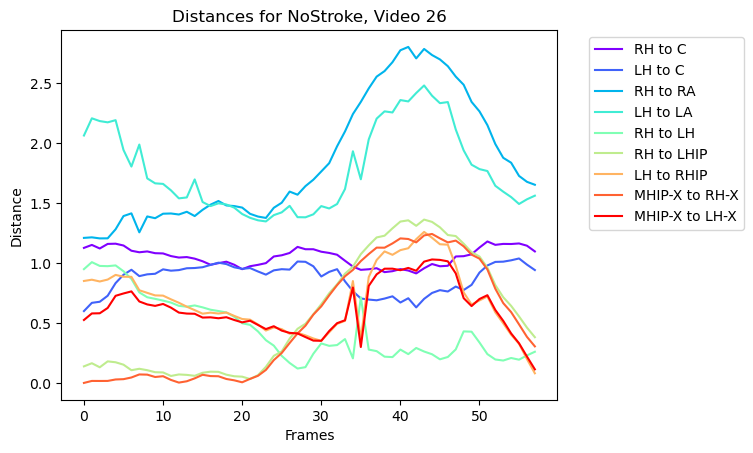 Distances for NoStroke, Video 26
Distance
2.5
2.0
1.5
1.0
0.5
0.0
0
10
20
30
40
50
Frames
RH to C
LH to C
RH to RA
LH to LA
RH to LH
RH to LHIP
LH to RHIP
MHIP-X to RH-X
MHIP-X to LH-X